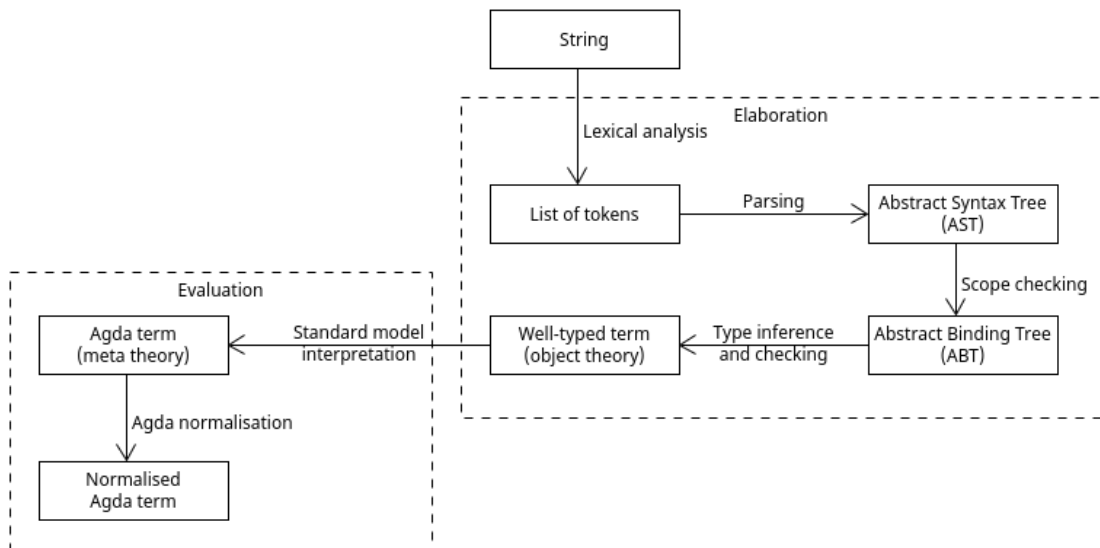 String
Elaboration
Lexical analysis
List of tokens
Parsing
Abstract Syntax Tree
(AST)
Scope checking
Abstract Binding Tree
(ABT)
Type inference
and checking
Well-typed term
(object theory)
Standard model
interpretation
Evaluation
Agda term
(meta theory)
Agda normalisation
Normalised
Agda term